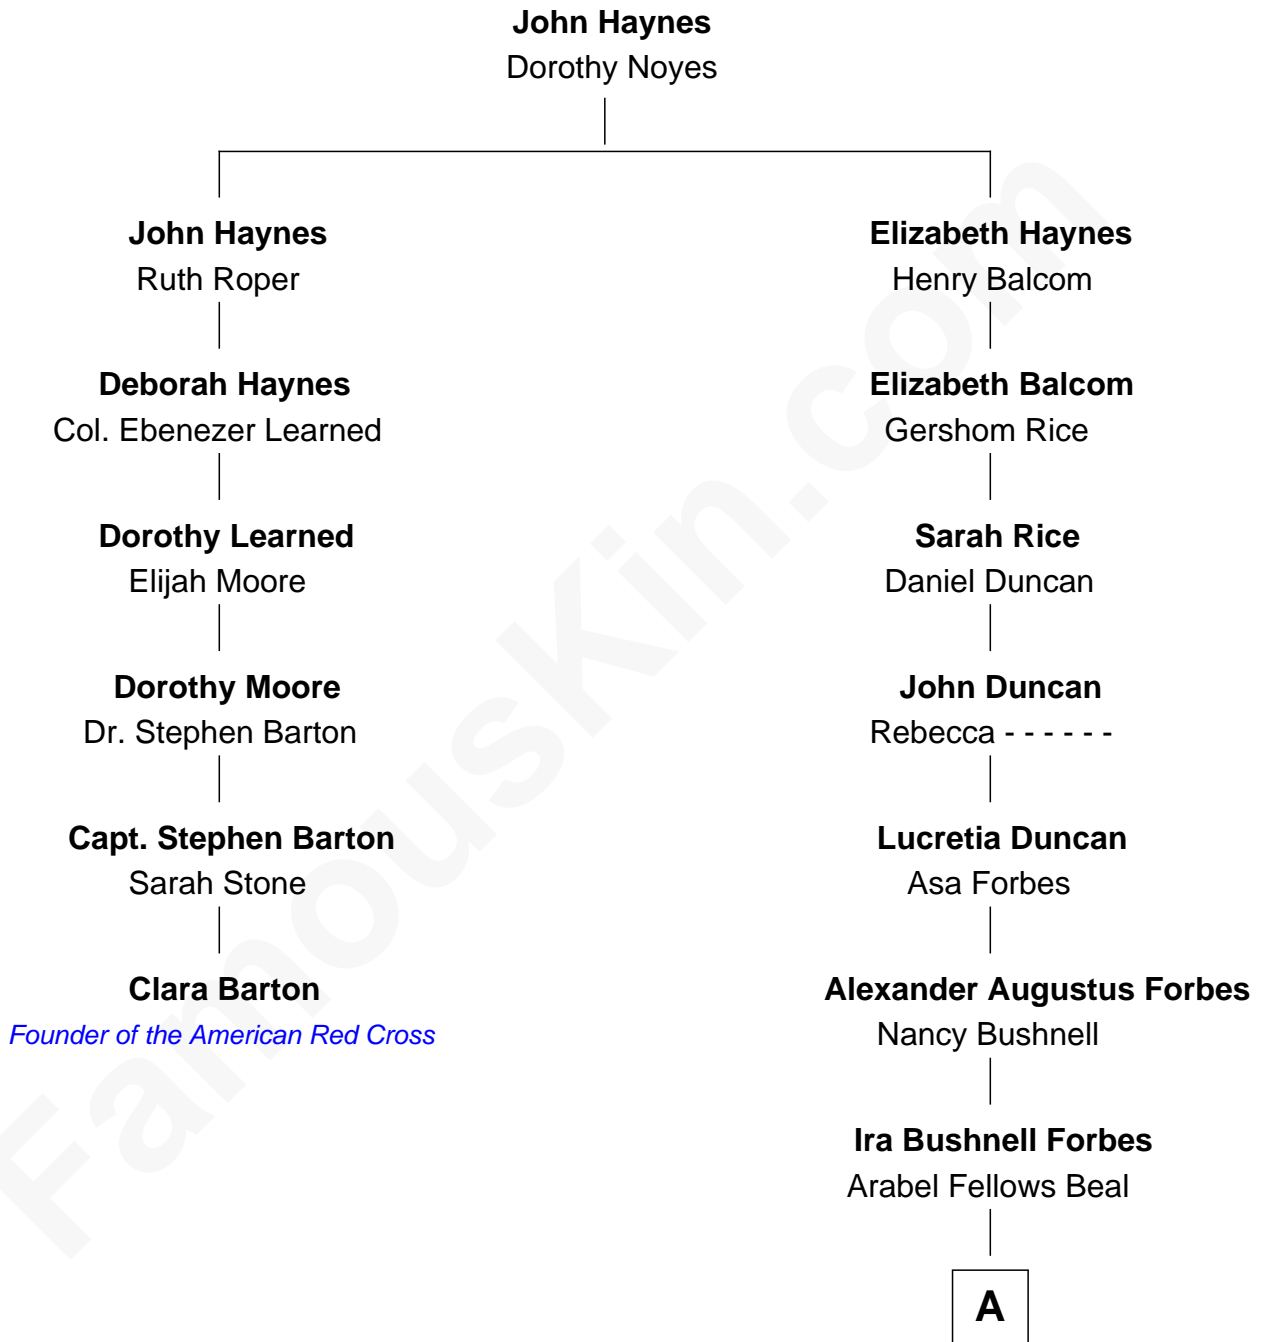 John Haynes
Dorothy Noyes
John Haynes
Ruth Roper
Deborah Haynes
Col. Ebenezer Learned
Dorothy Learned
Elijah Moore
Dorothy Moore
Dr. Stephen Barton
Capt. Stephen Barton
Sarah Stone
Clara Barton
Founder of the American Red Cross
Elizabeth Haynes
Henry Balcom
Elizabeth Balcom
Gershom Rice
Sarah Rice
Daniel Duncan
John Duncan
Rebecca - - - - - -
Lucretia Duncan
Asa Forbes
Alexander Augustus Forbes
Nancy Bushnell
Ira Bushnell Forbes
Arabel Fellows Beal
A
FamousKin.com